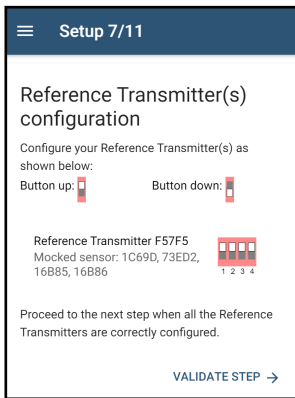 Setup 7/11
Reference Transmitter(s)
configuration
Configure your Reference Transmitter(s) as
shown below:
Button up: Button down:
Reference Transmitter F57F5
Mocked sensor: 1C69D, 73ED2,
16B85, 16B86
1 2 3 4
Proceed to the next step when all the Reference
Transmitters are correctly configured.
VALIDATE STEP →